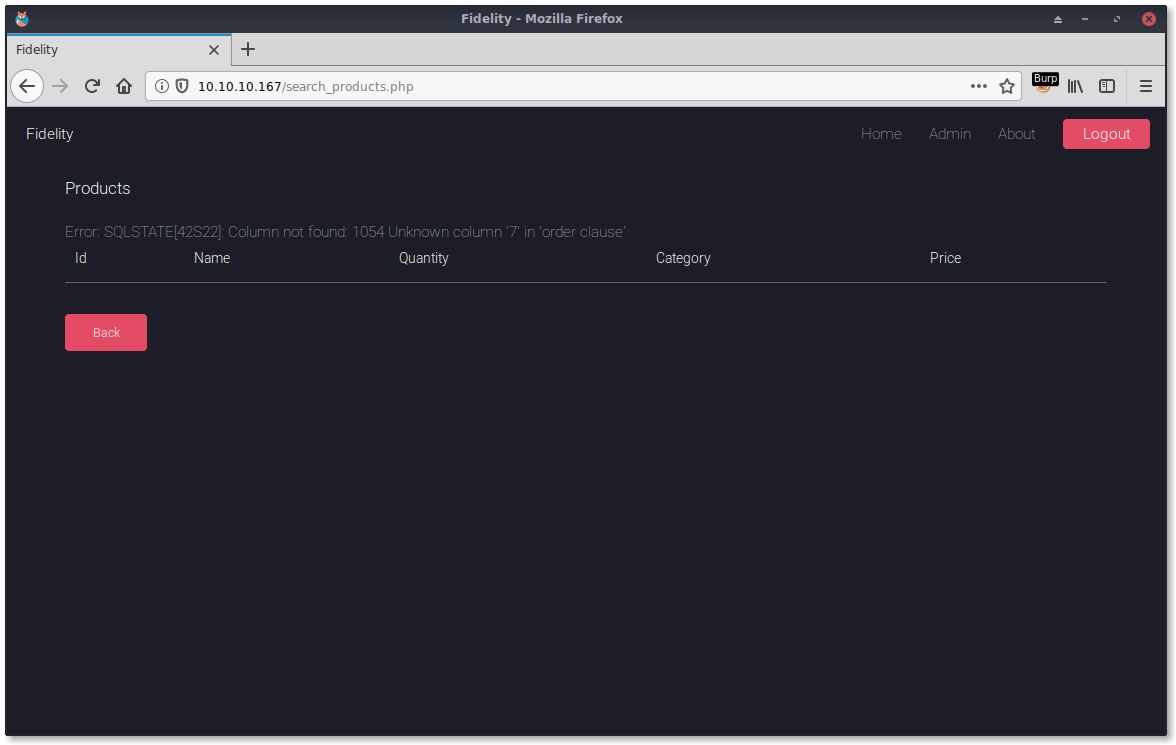 Fidelity - Mozilla Firefox
Fidelity
10.10.10.167/search_products.php
Burp
Fidelity Home Admin About Logout
Products
Error: SQLSTATE[42S22]: Column not found: 1054 Unknown column '7' in 'order clause'
Id Name Quantity Category Price
Back